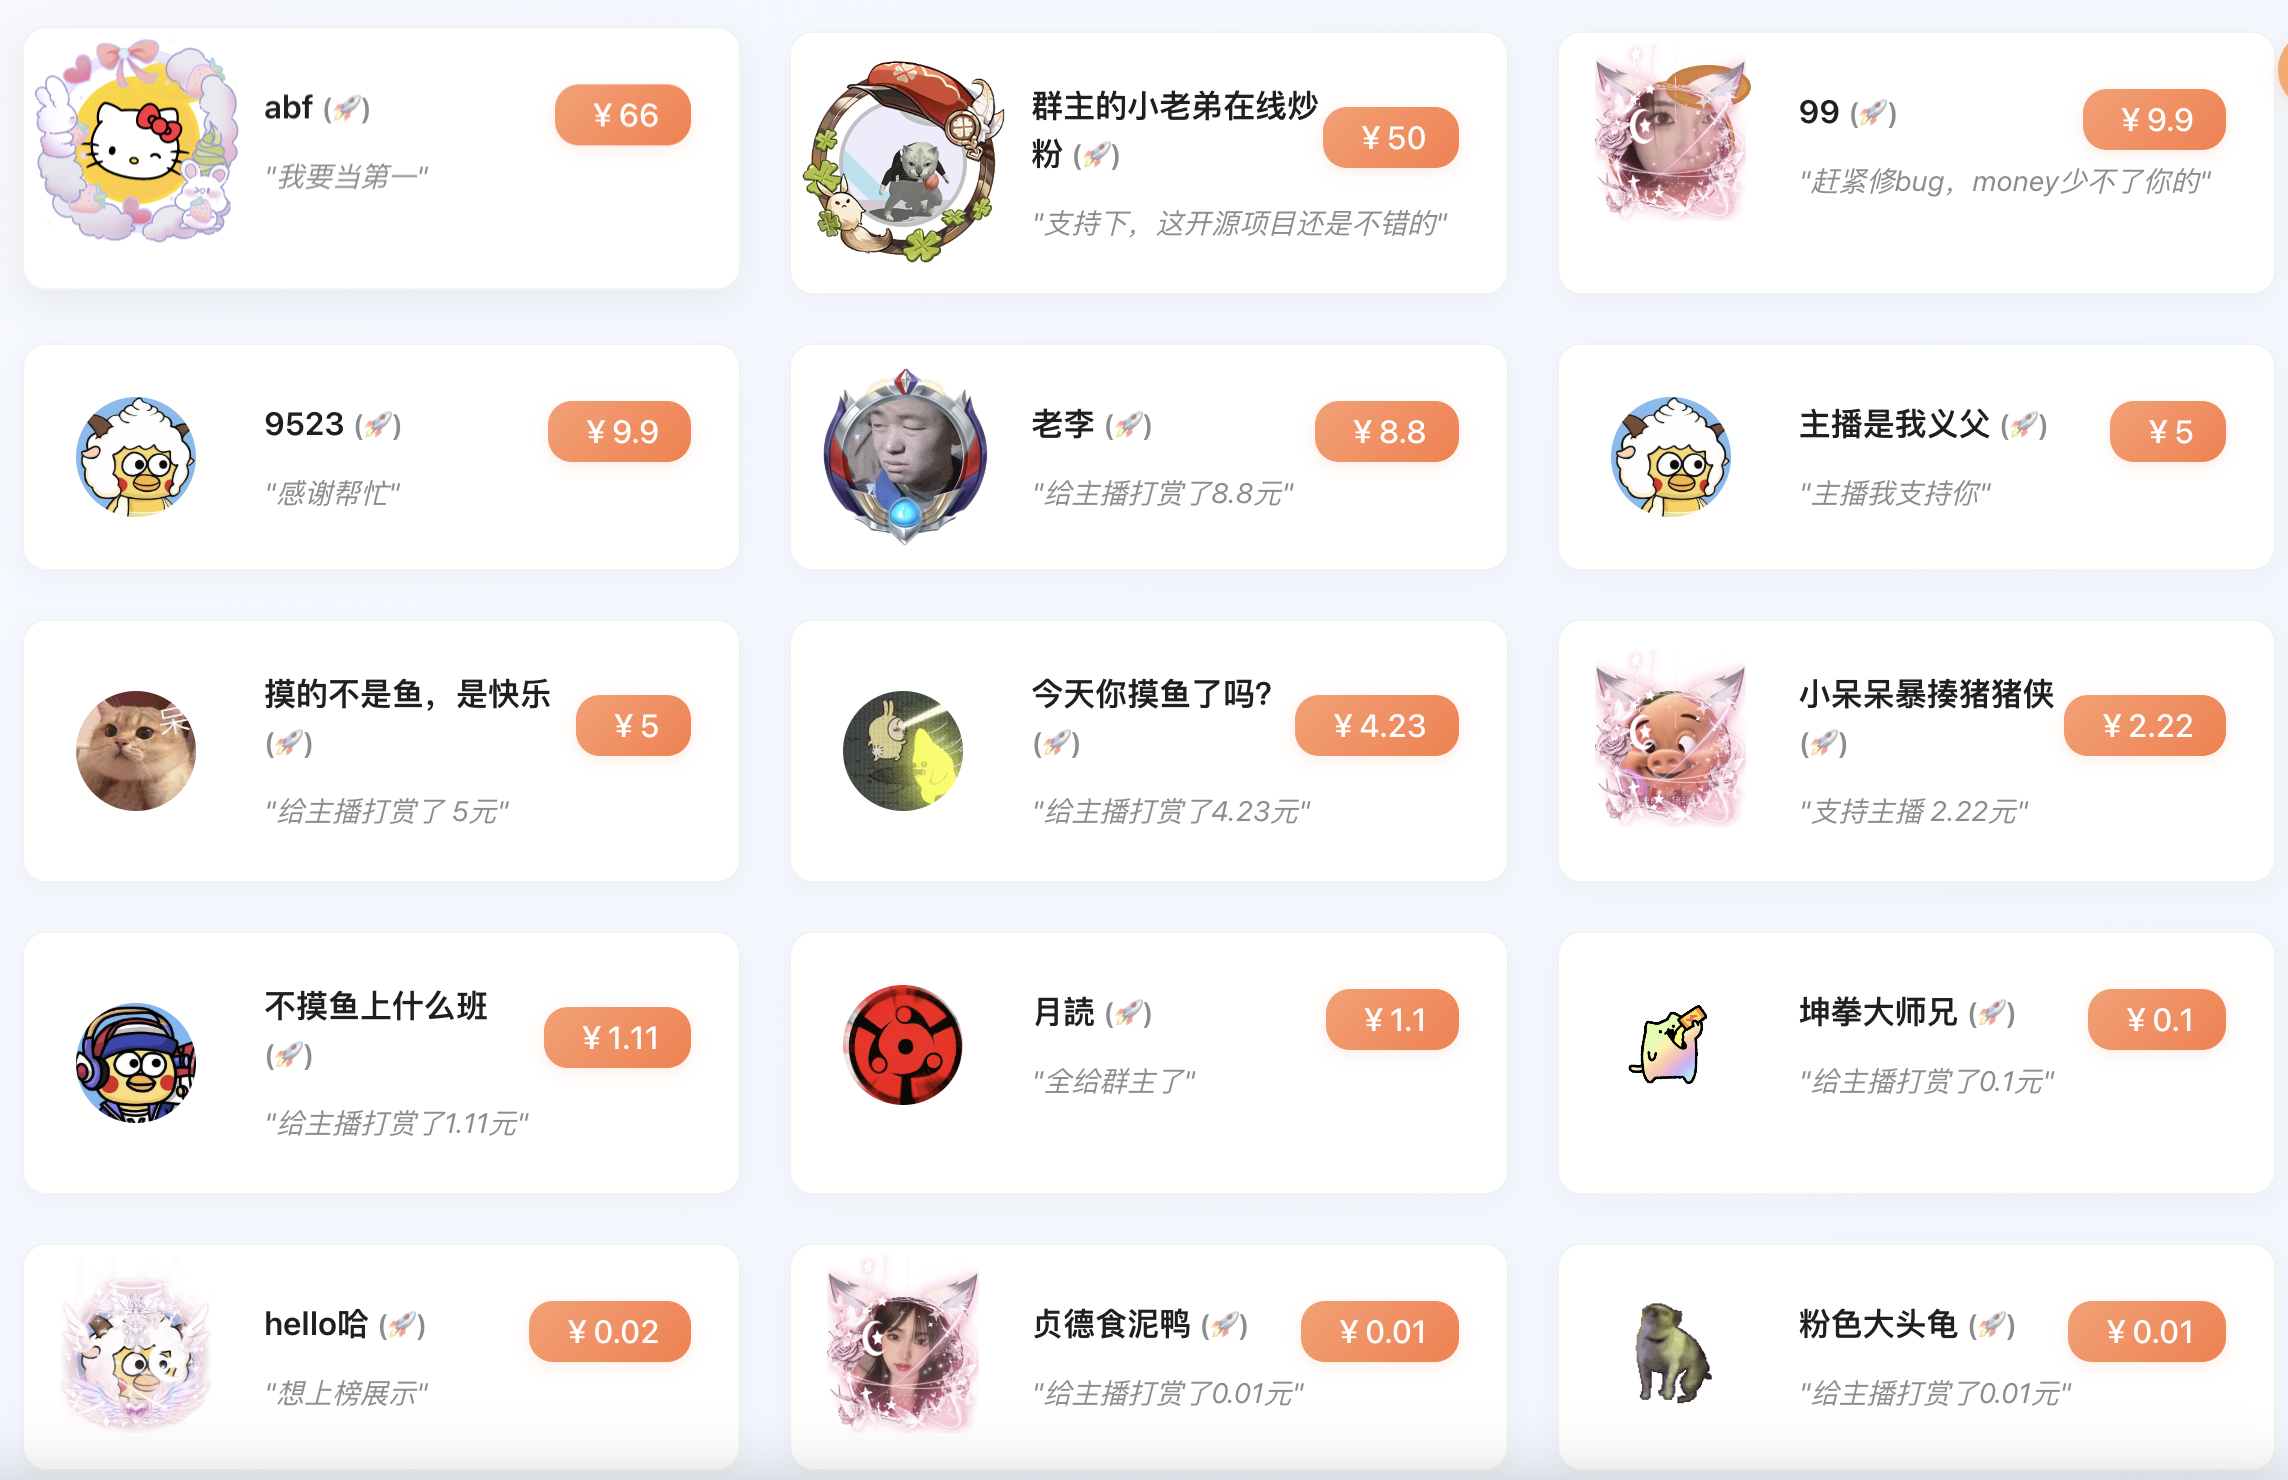 abf (🚀)
¥ 66
"我要当第一"
群主的小老弟在线炒
粉 (🚀)
¥ 50
"支持下，这开源项目还是不错的"
99 (🚀)
¥ 9.9
"赶紧修bug，money少不了你的"
9523 (🚀)
¥ 9.9
"感谢帮忙"
老李 (🚀)
¥ 8.8
"给主播打赏了8.8元"
主播是我义父 (🚀)
¥ 5
"主播我支持你"
呆
摸的不是鱼，是快乐
(🚀)
¥ 5
"给主播打赏了 5元"
今天你摸鱼了吗?
(🚀)
¥ 4.23
"给主播打赏了4.23元"
小呆呆暴揍猪猪侠
(🚀)
¥ 2.22
"支持主播 2.22元"
不摸鱼上什么班
(🚀)
¥ 1.11
"给主播打赏了1.11元"
月読 (🚀)
¥ 1.1
"全给群主了"
坤拳大师兄 (🚀)
¥ 0.1
"给主播打赏了0.1元"
hello哈 (🚀)
¥ 0.02
"想上榜展示"
贞德食泥鸭 (🚀)
¥ 0.01
"给主播打赏了0.01元"
粉色大头龟 (🚀)
¥ 0.01
"给主播打赏了0.01元"